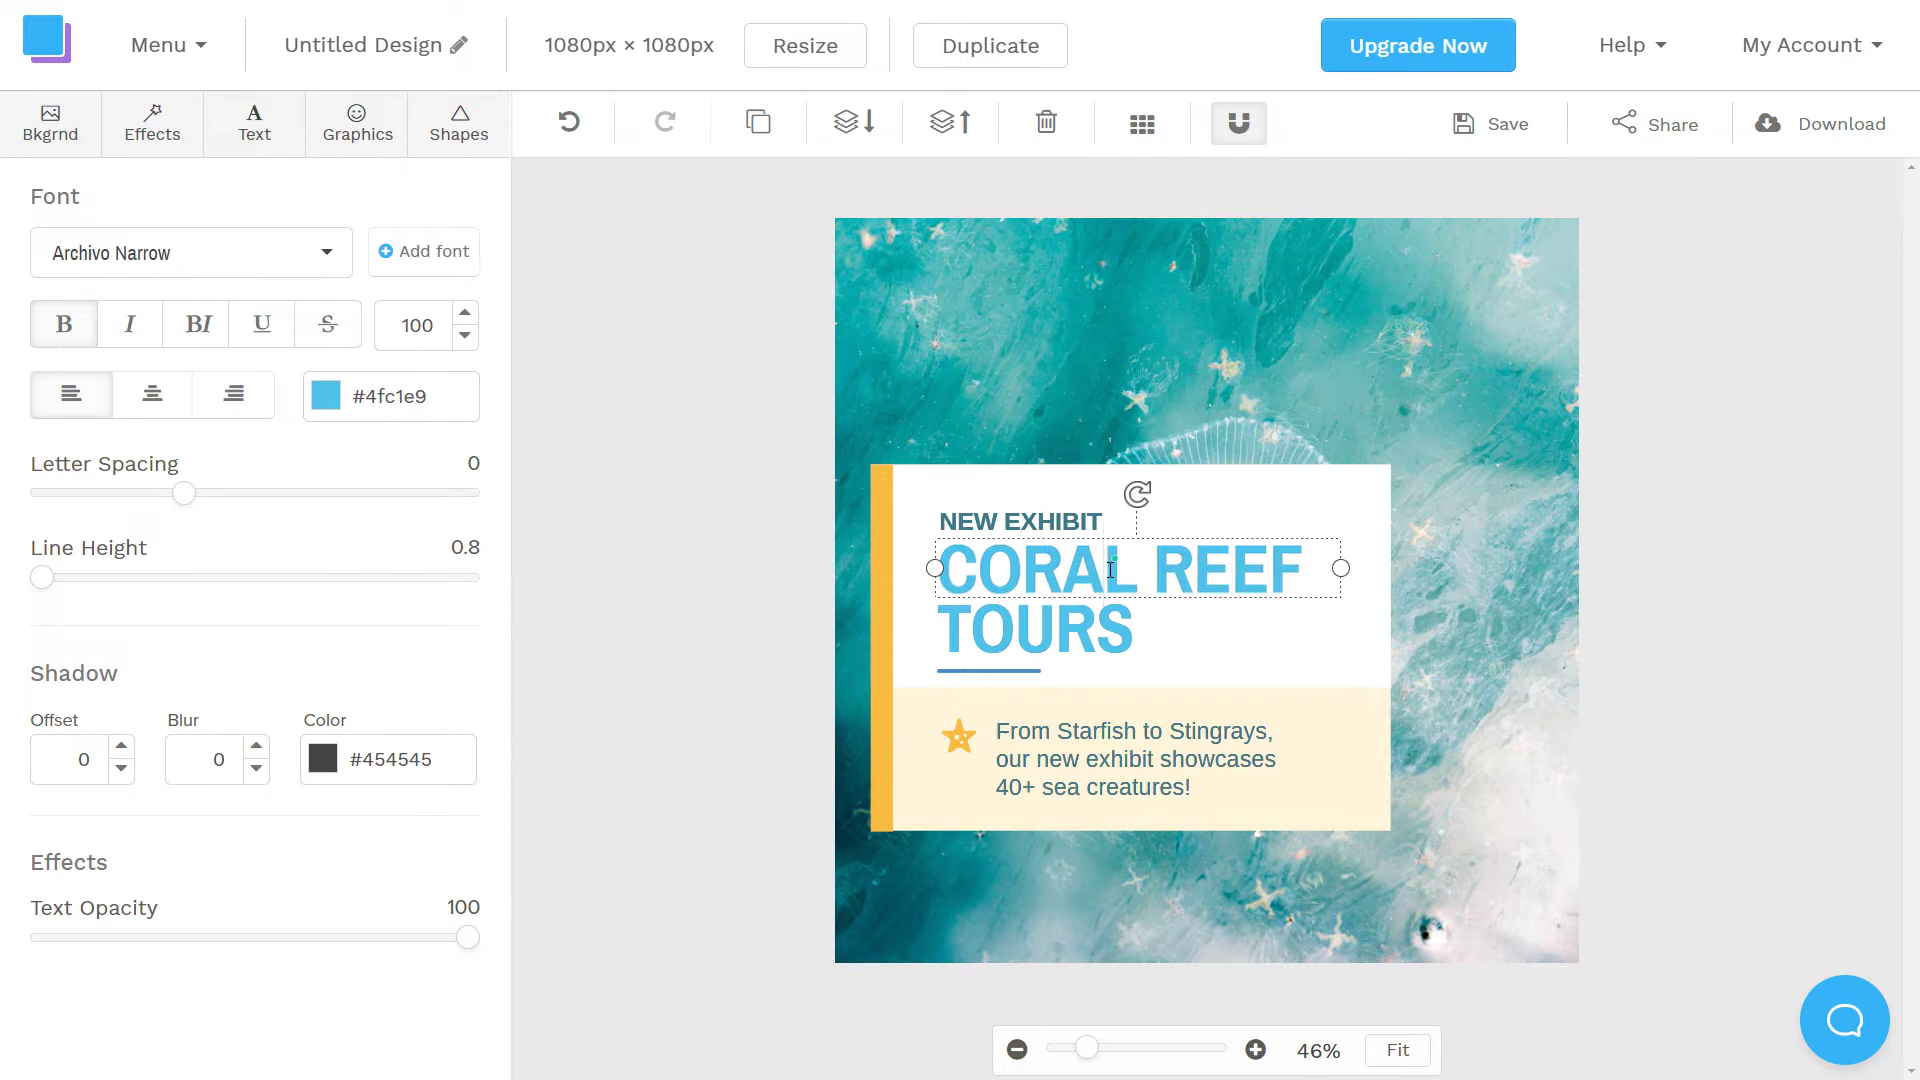 Menu
Untitled Design
1080px × 1080px
Resize
Duplicate
Upgrade Now
Help
My Account
Bkgrnd
Effects
Text
Graphics
Shapes
Save
Share
Download
Font
Archivo Narrow
Add font
B
I
BI
U
S
100
#4fc1e9
Letter Spacing
0
Line Height
0.8
Shadow
Offset
Blur
Color
0
0
#454545
Effects
Text Opacity
100
NEW EXHIBIT
CORAL REEF
TOURS
From Starfish to Stingrays,
our new exhibit showcases
40+ sea creatures!
46%
Fit